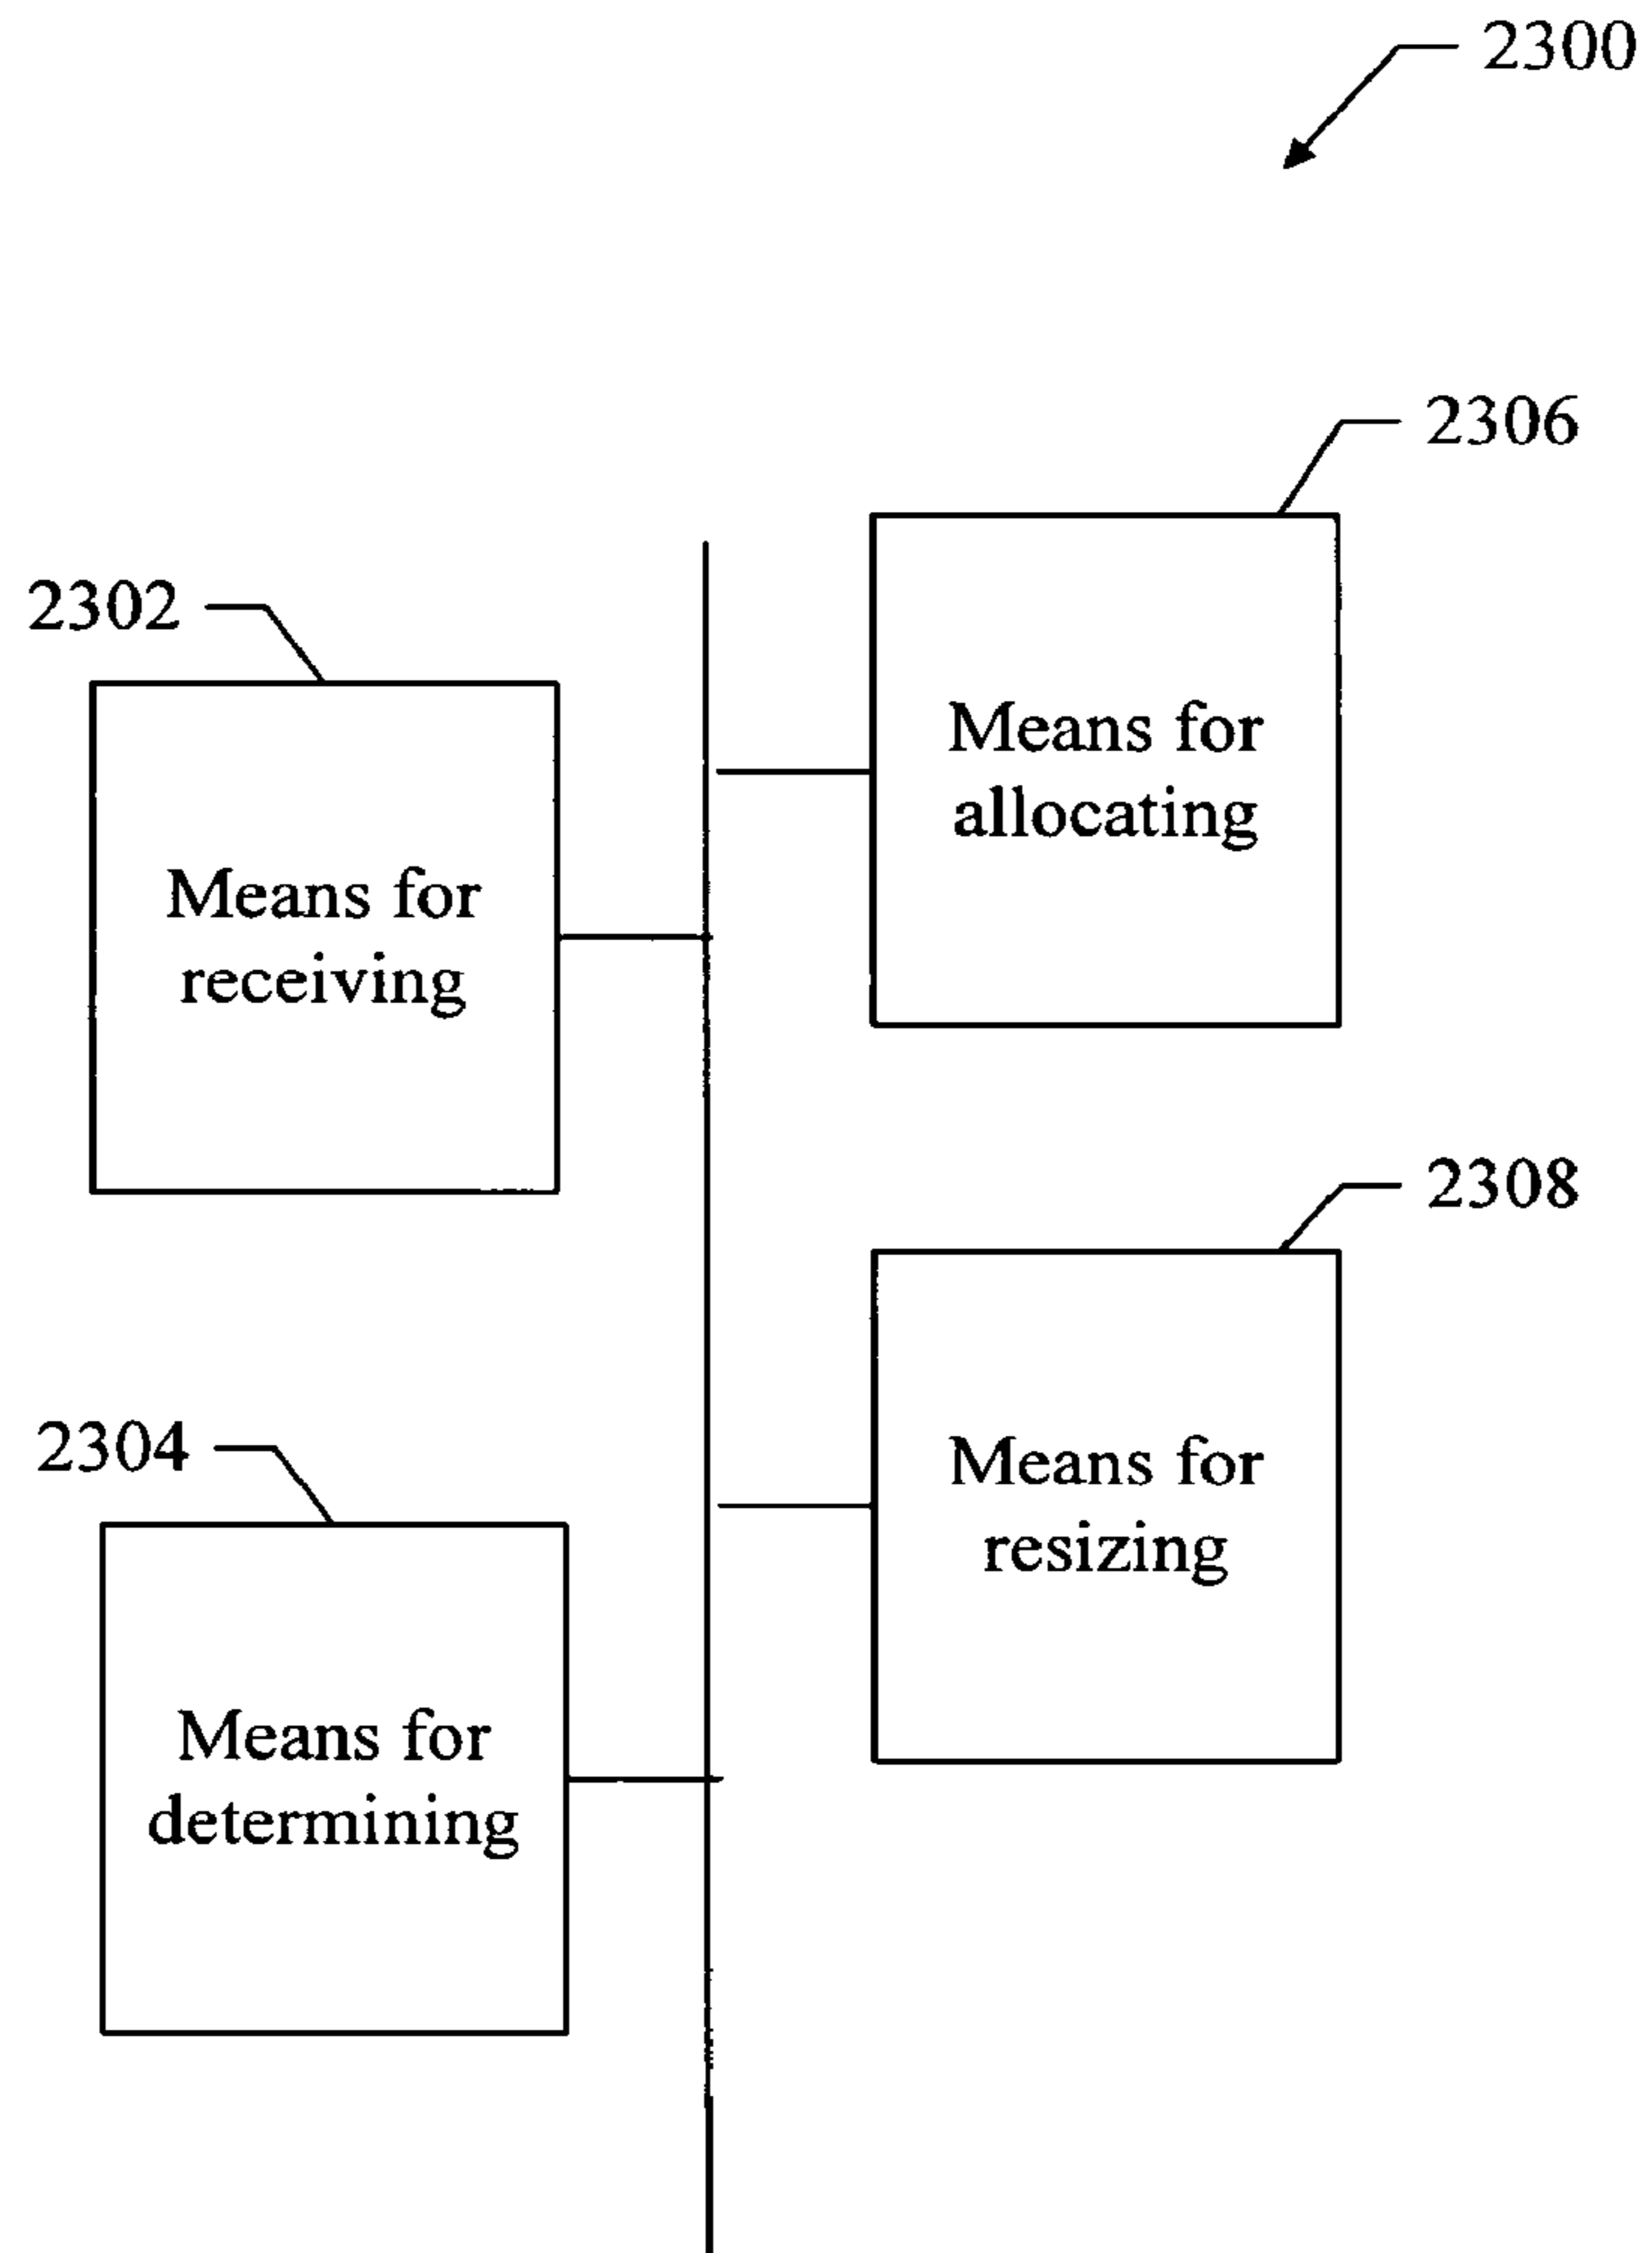 2300
2306
Means for
allocating
2302
Means for
receiving
2308
Means for
resizing
2304
Means for
determining